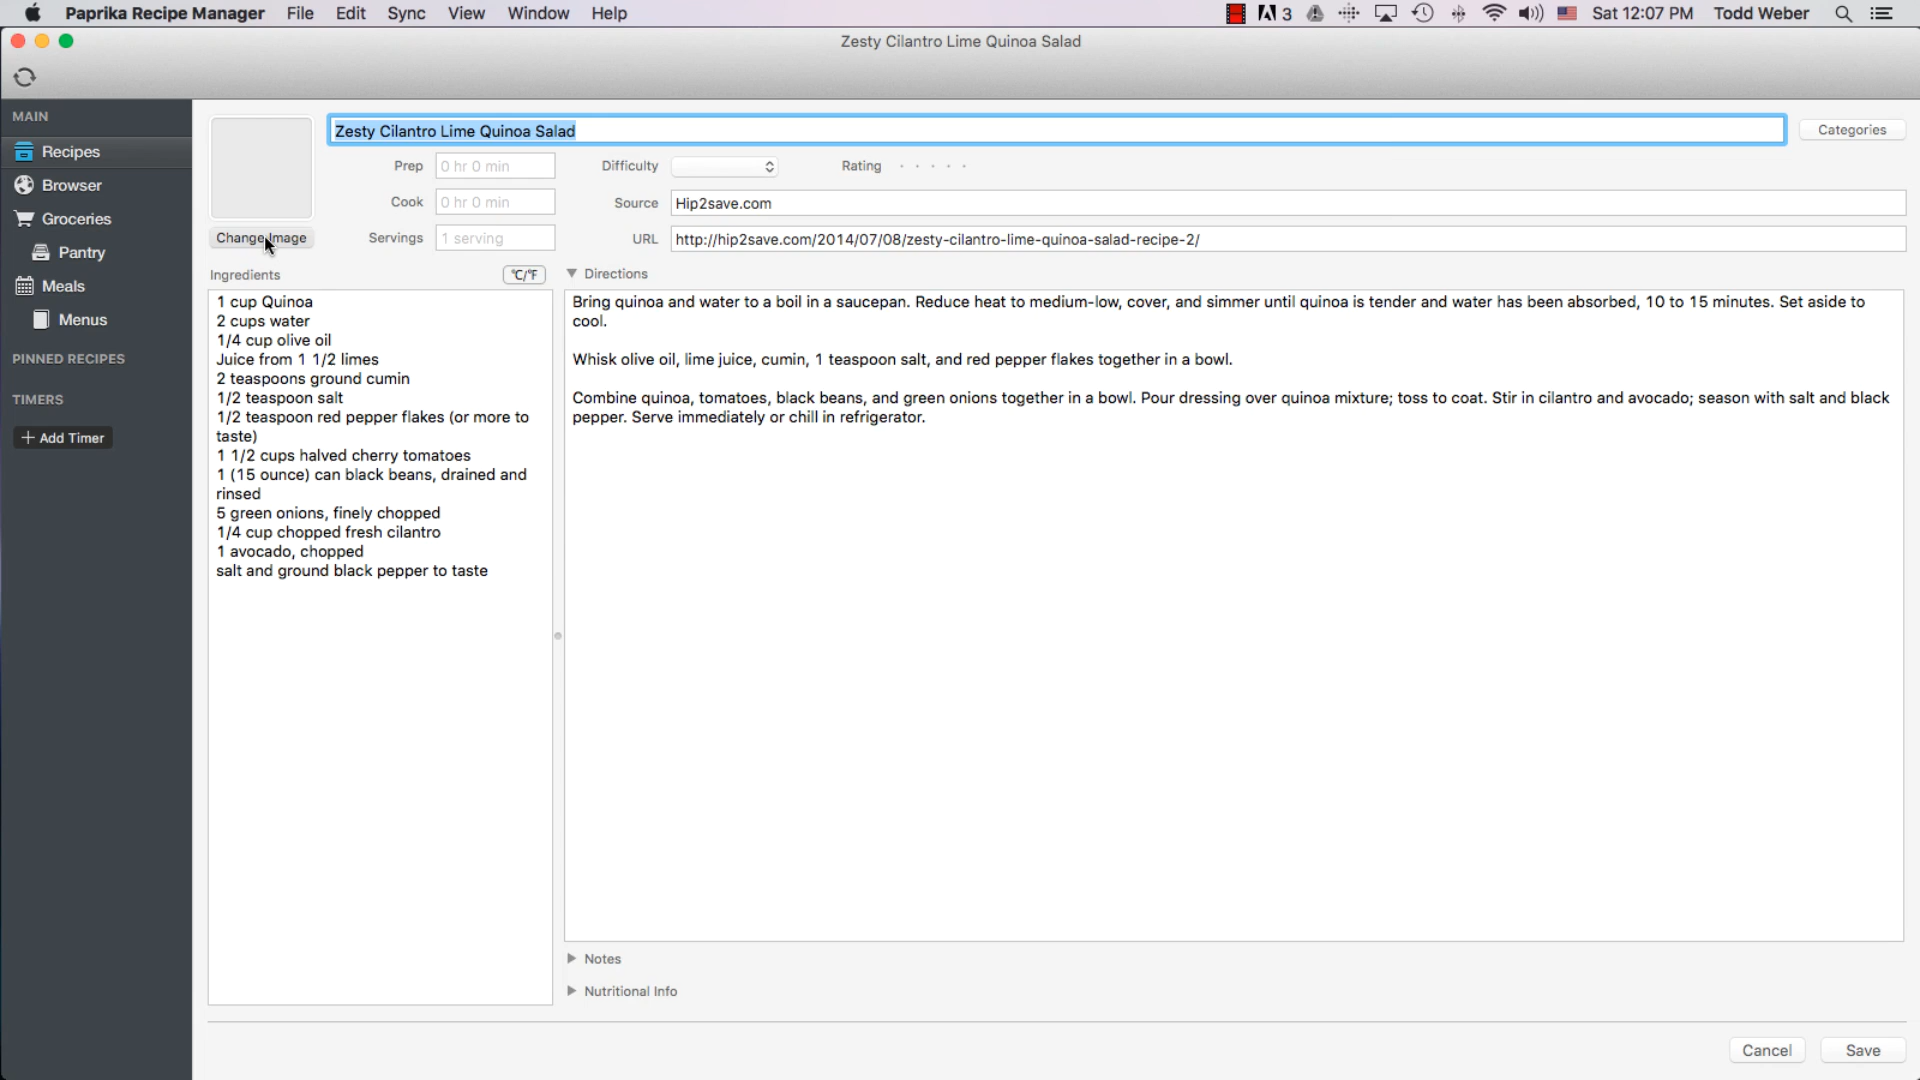 Paprika Recipe Manager File Edit Sync View Window Help 3 Sat 12:07 PM Todd Weber
Zesty Cilantro Lime Quinoa Salad
MAIN
Recipes
Browser
Groceries
Pantry
Meals
Menus
PINNED RECIPES
TIMERS
+ Add Timer
Zesty Cilantro Lime Quinoa Salad
Categories
Prep 0 hr 0 min Difficulty Rating
Cook 0 hr 0 min Source Hip2save.com
Change Image Servings 1 serving URL http://hip2save.com/2014/07/08/zesty-cilantro-lime-quinoa-salad-recipe-2/
Ingredients °C/°F
1 cup Quinoa
2 cups water
1/4 cup olive oil
Juice from 1 1/2 limes
2 teaspoons ground cumin
1/2 teaspoon salt
1/2 teaspoon red pepper flakes (or more to
taste)
1 1/2 cups halved cherry tomatoes
1 (15 ounce) can black beans, drained and
rinsed
5 green onions, finely chopped
1/4 cup chopped fresh cilantro
1 avocado, chopped
salt and ground black pepper to taste
Directions
Bring quinoa and water to a boil in a saucepan. Reduce heat to medium-low, cover, and simmer until quinoa is tender and water has been absorbed, 10 to 15 minutes. Set aside to
cool.
Whisk olive oil, lime juice, cumin, 1 teaspoon salt, and red pepper flakes together in a bowl.
Combine quinoa, tomatoes, black beans, and green onions together in a bowl. Pour dressing over quinoa mixture; toss to coat. Stir in cilantro and avocado; season with salt and black
pepper. Serve immediately or chill in refrigerator.
Notes
Nutritional Info
Cancel Save